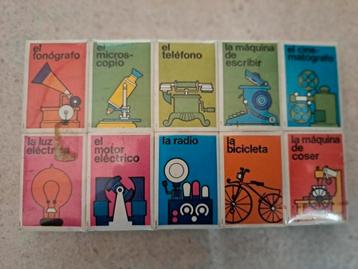 el
fonógrafo
el
micros-
copio
el
teléfono
la máquina
de
escribir
el cine-
matógrafo
la luz
eléctr
el
motor
eléctrico
la radio
la
bicicleta
la máquina
de
coser